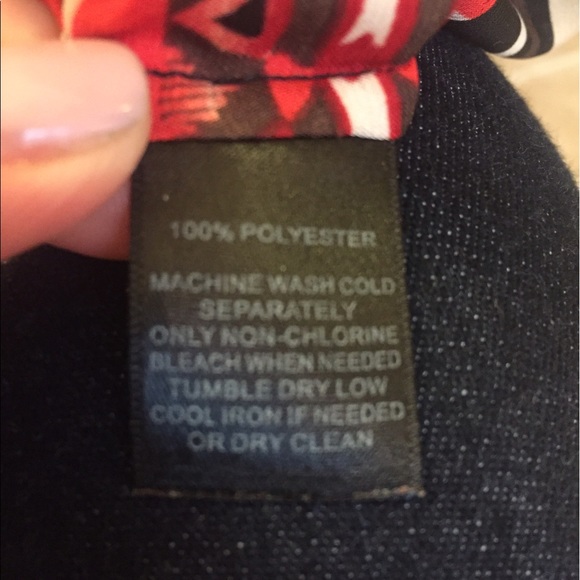 100% POLYESTER
MACHINE WASH COLD
SEPARATELY
ONLY NON-CHLORINE
BLEACH WHEN NEEDED
TUMBLE DRY LOW
COOL IRON IF NEEDED
OR DRY CLEAN